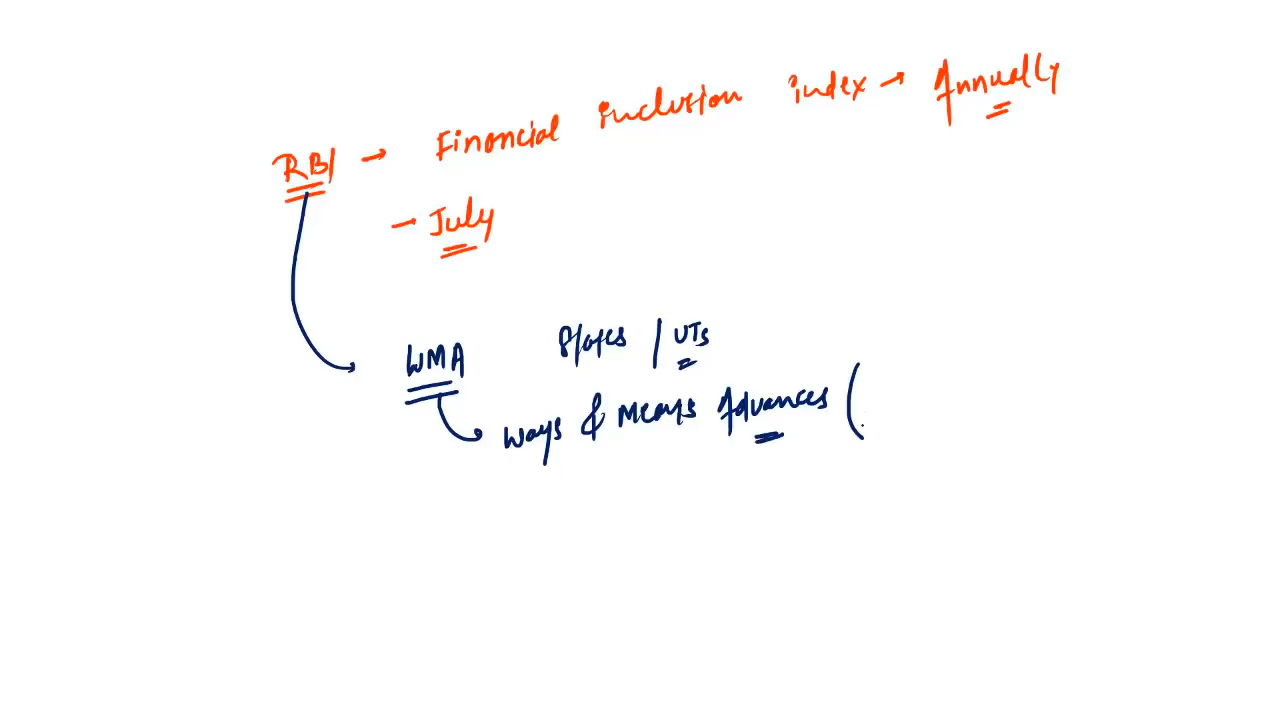 RBI → Financial inclusion index → Annually
→ July
WMA States / UTs
Ways & Means Advances (